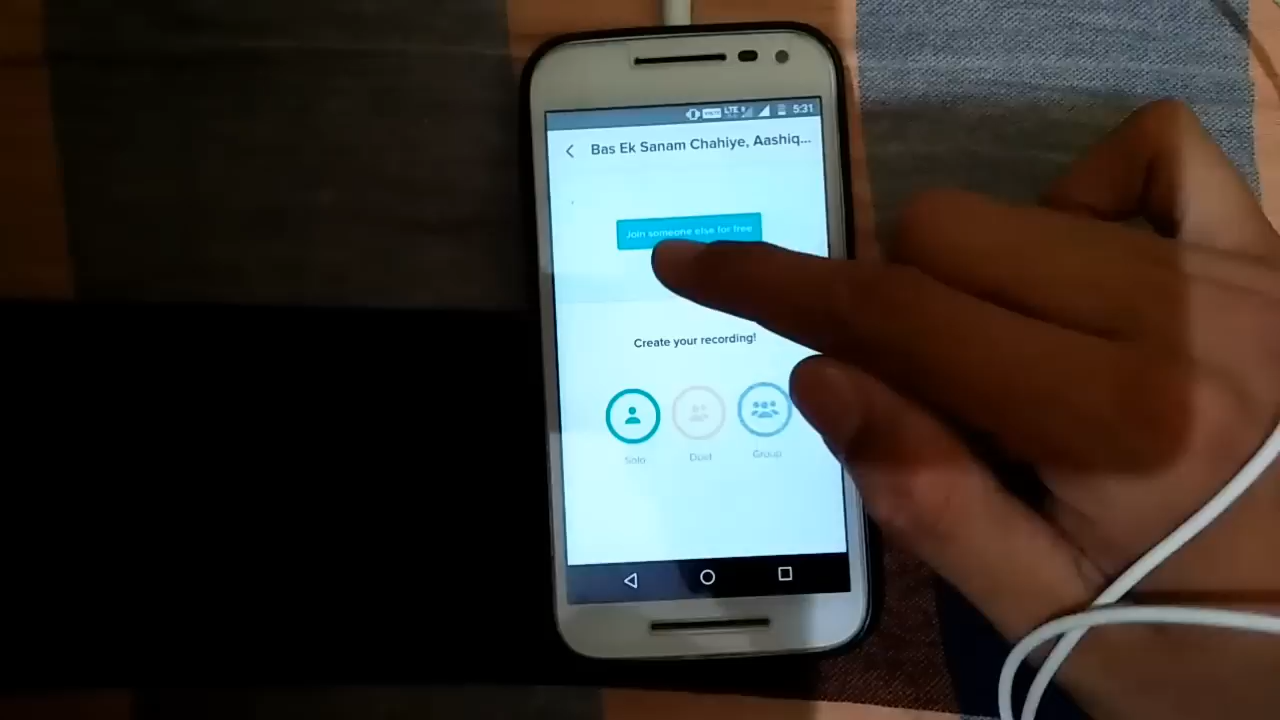 LTE 5:31
Bas Ek Sanam Chahiye, Aashiq...
Join someone else for free
Create your recording!
Solo Duet Group